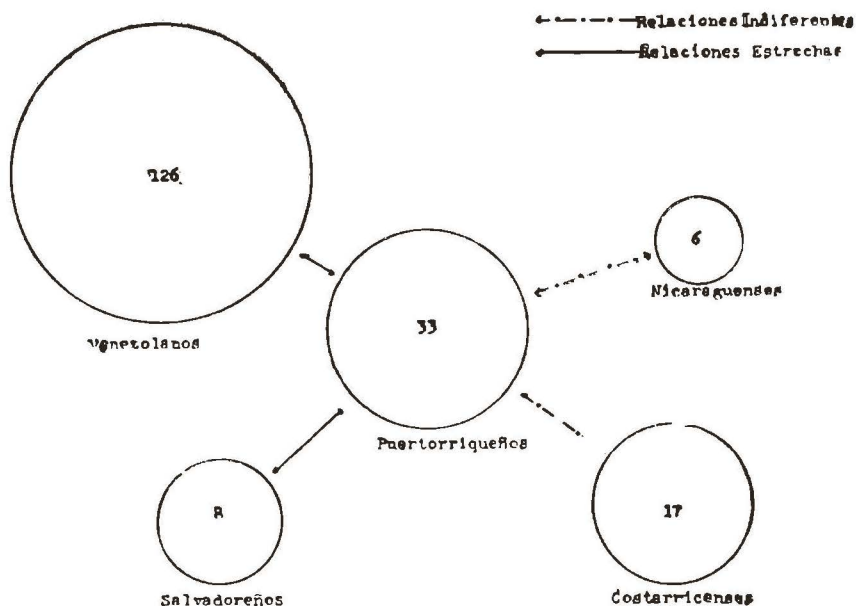 Relaciones Indiferentes
Relaciones Estrechas
126
6
Nicaraguenses
33
Venezolanos
Puertorriqueños
8
17
Salvadoreños
Costarricenses